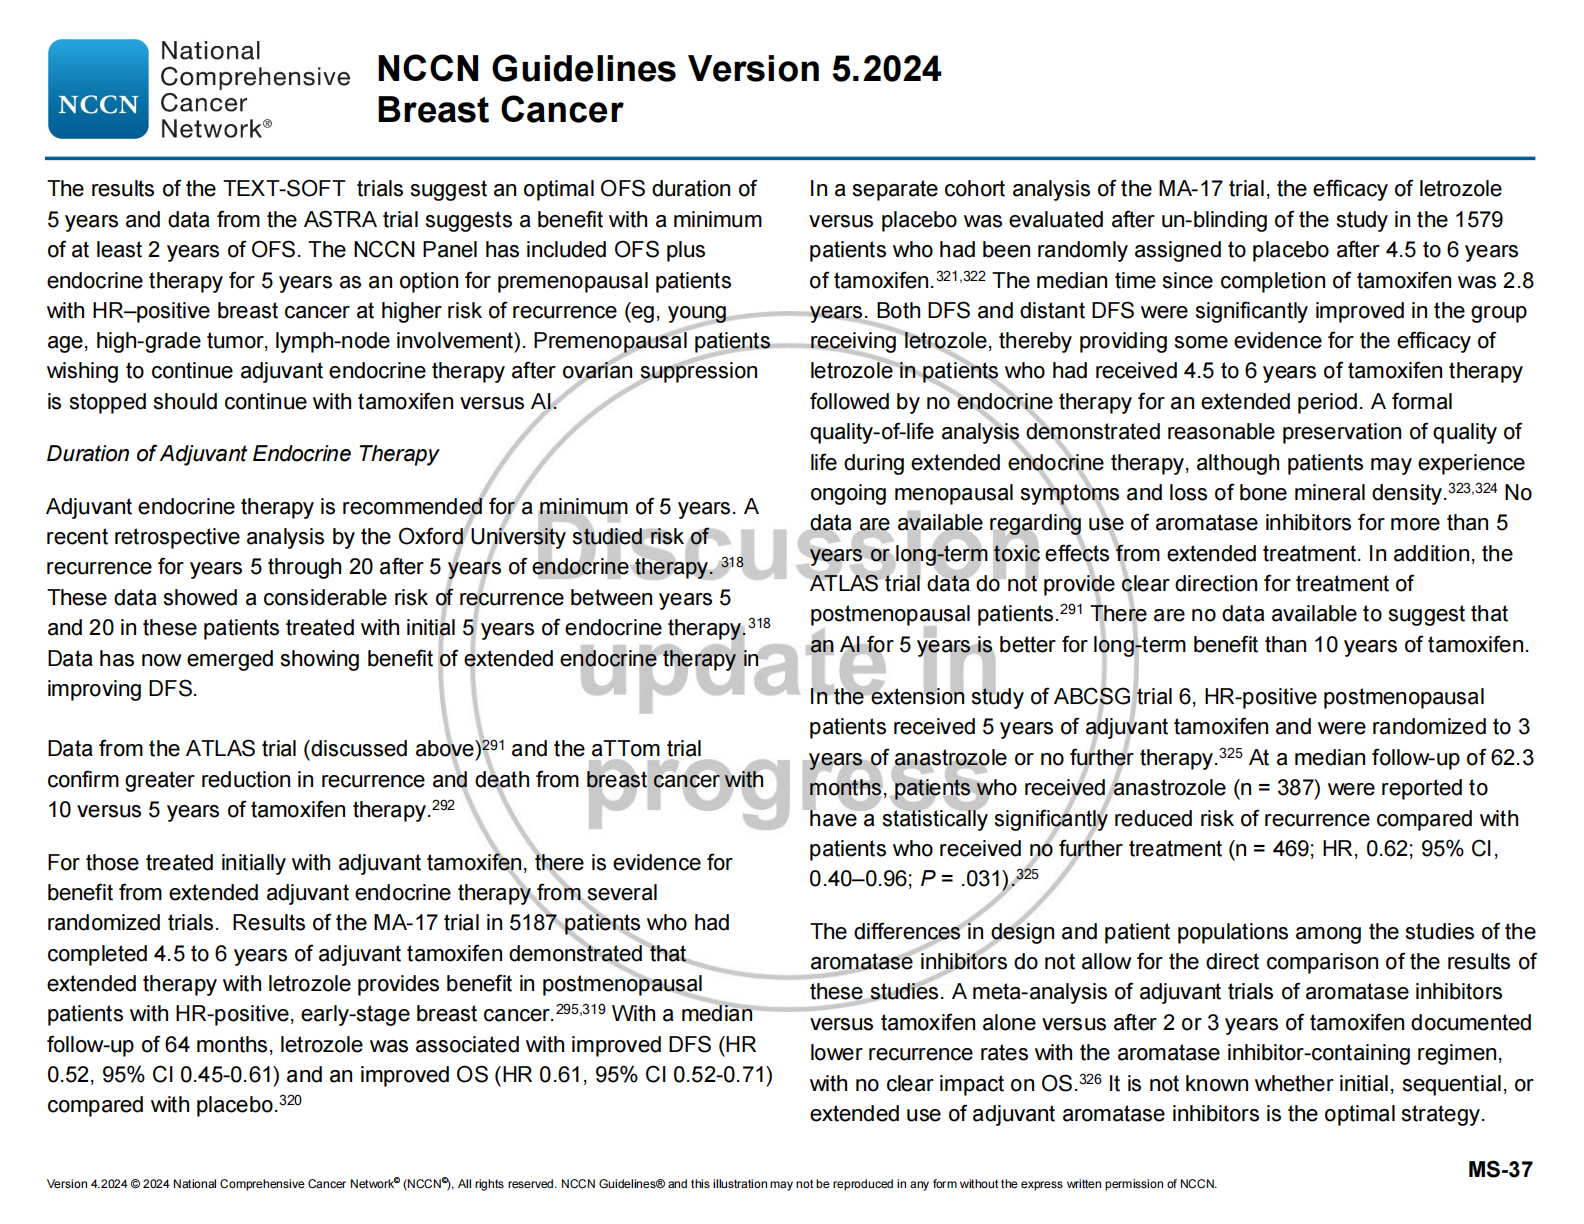 National
Comprehensive
Cancer
Network®
NCCN
NCCN Guidelines Version 5.2024
Breast Cancer
The results of the TEXT-SOFT trials suggest an optimal OFS duration of
5 years and data from the ASTRA trial suggests a benefit with a minimum
of at least 2 years of OFS. The NCCN Panel has included OFS plus
endocrine therapy for 5 years as an option for premenopausal patients
with HR–positive breast cancer at higher risk of recurrence (eg, young
age, high-grade tumor, lymph-node involvement). Premenopausal patients
wishing to continue adjuvant endocrine therapy after ovarian suppression
is stopped should continue with tamoxifen versus AI.
Duration of Adjuvant Endocrine Therapy
Adjuvant endocrine therapy is recommended for a minimum of 5 years. A
recent retrospective analysis by the Oxford University studied risk of
recurrence for years 5 through 20 after 5 years of endocrine therapy. 318
These data showed a considerable risk of recurrence between years 5
and 20 in these patients treated with initial 5 years of endocrine therapy.318
Data has now emerged showing benefit of extended endocrine therapy in
improving DFS.
Data from the ATLAS trial (discussed above)291 and the aTTom trial
confirm greater reduction in recurrence and death from breast cancer with
10 versus 5 years of tamoxifen therapy.292
For those treated initially with adjuvant tamoxifen, there is evidence for
benefit from extended adjuvant endocrine therapy from several
randomized trials. Results of the MA-17 trial in 5187 patients who had
completed 4.5 to 6 years of adjuvant tamoxifen demonstrated that
extended therapy with letrozole provides benefit in postmenopausal
patients with HR-positive, early-stage breast cancer.295,319 With a median
follow-up of 64 months, letrozole was associated with improved DFS (HR
0.52, 95% CI 0.45-0.61) and an improved OS (HR 0.61, 95% CI 0.52-0.71)
compared with placebo.320
In a separate cohort analysis of the MA-17 trial, the efficacy of letrozole
versus placebo was evaluated after un-blinding of the study in the 1579
patients who had been randomly assigned to placebo after 4.5 to 6 years
of tamoxifen.321,322 The median time since completion of tamoxifen was 2.8
years. Both DFS and distant DFS were significantly improved in the group
receiving letrozole, thereby providing some evidence for the efficacy of
letrozole in patients who had received 4.5 to 6 years of tamoxifen therapy
followed by no endocrine therapy for an extended period. A formal
quality-of-life analysis demonstrated reasonable preservation of quality of
life during extended endocrine therapy, although patients may experience
ongoing menopausal symptoms and loss of bone mineral density.323,324 No
data are available regarding use of aromatase inhibitors for more than 5
years or long-term toxic effects from extended treatment. In addition, the
ATLAS trial data do not provide clear direction for treatment of
postmenopausal patients.291 There are no data available to suggest that
an AI for 5 years is better for long-term benefit than 10 years of tamoxifen.
In the extension study of ABCSG trial 6, HR-positive postmenopausal
patients received 5 years of adjuvant tamoxifen and were randomized to 3
years of anastrozole or no further therapy.325 At a median follow-up of 62.3
months, patients who received anastrozole (n = 387) were reported to
have a statistically significantly reduced risk of recurrence compared with
patients who received no further treatment (n = 469; HR, 0.62; 95% CI,
0.40–0.96; P = .031).325
The differences in design and patient populations among the studies of the
aromatase inhibitors do not allow for the direct comparison of the results of
these studies. A meta-analysis of adjuvant trials of aromatase inhibitors
versus tamoxifen alone versus after 2 or 3 years of tamoxifen documented
lower recurrence rates with the aromatase inhibitor-containing regimen,
with no clear impact on OS.326 It is not known whether initial, sequential, or
extended use of adjuvant aromatase inhibitors is the optimal strategy.
Discussion
update in
progress
MS-37
Version 4.2024 © 2024 National Comprehensive Cancer Network© (NCCN©), All rights reserved. NCCN Guidelines® and this illustration may not be reproduced in any form without the express written permission of NCCN.